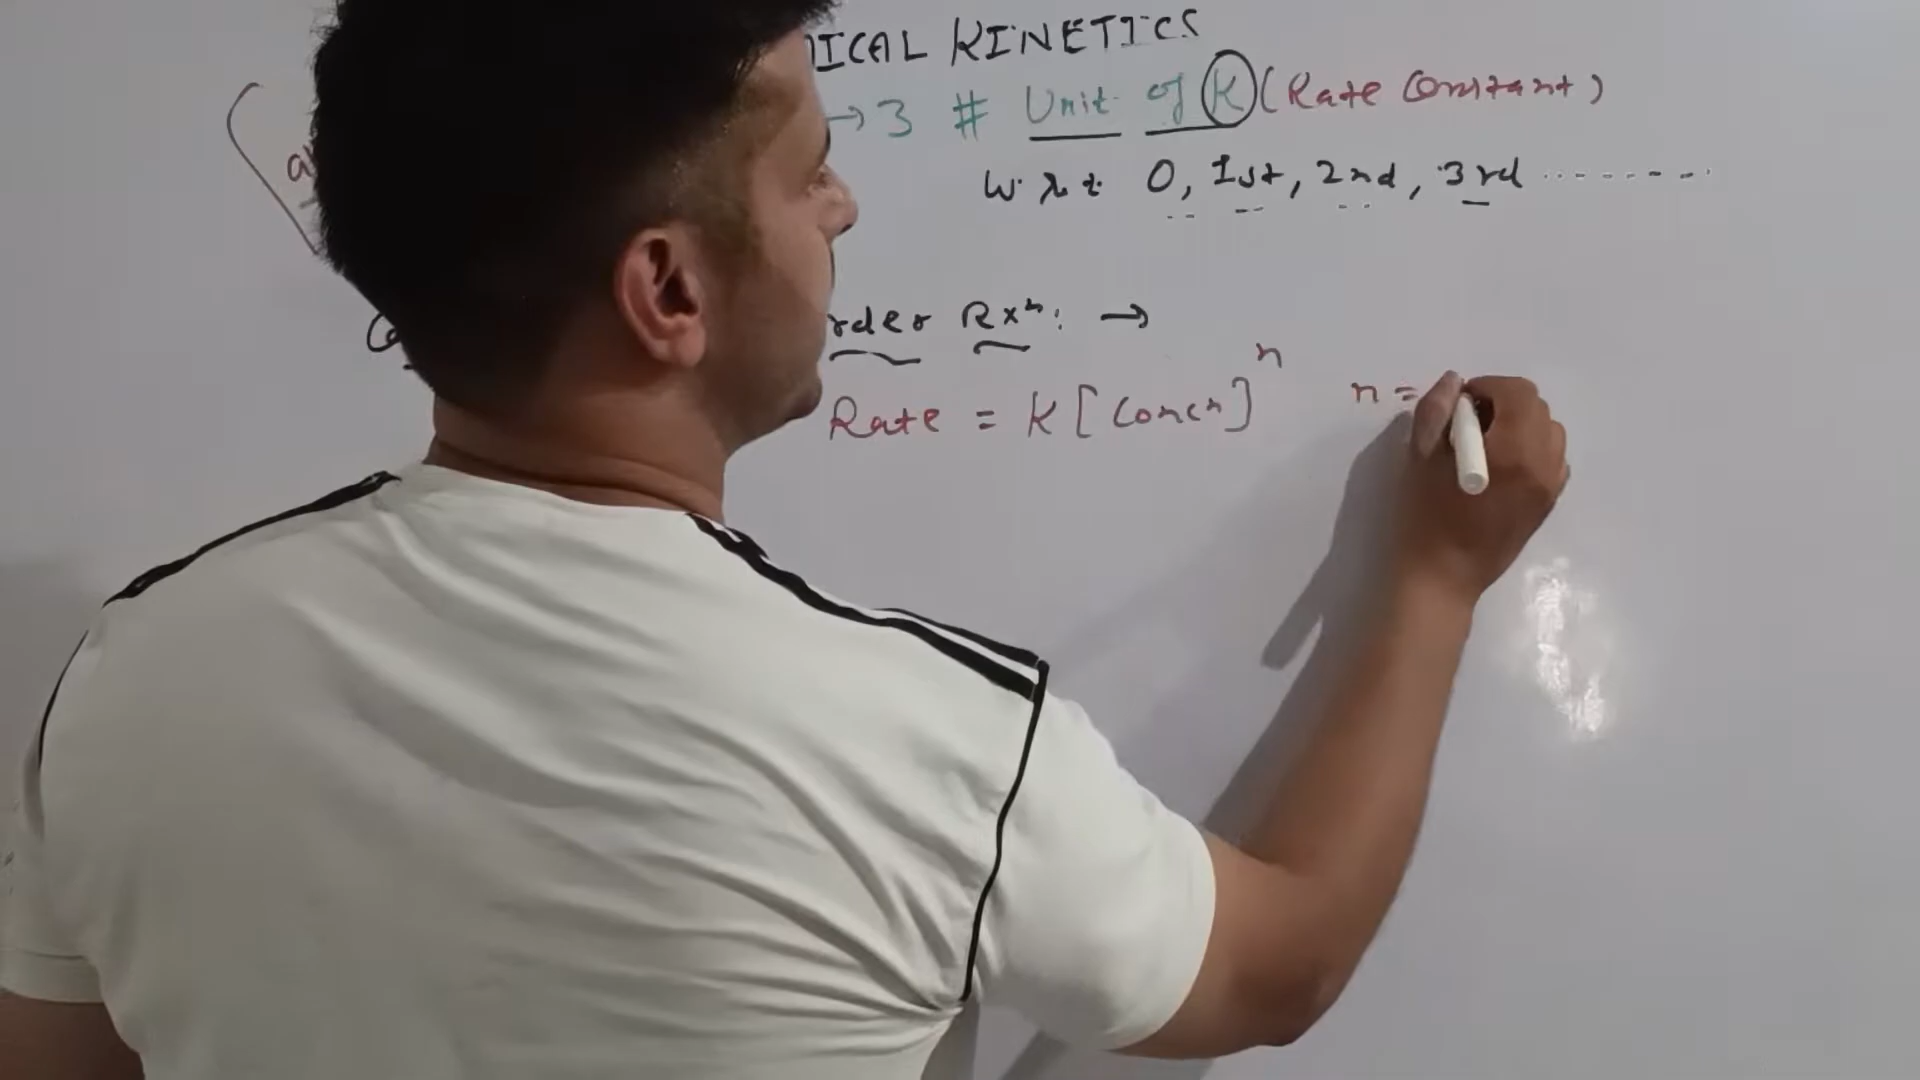 ICAL KINETICS
→3 # Unit of K (Rate Constant)
w.r.t 0, 1st, 2nd, 3rd ........
rder Rxn: →
Rate = K [Concn]^n n =